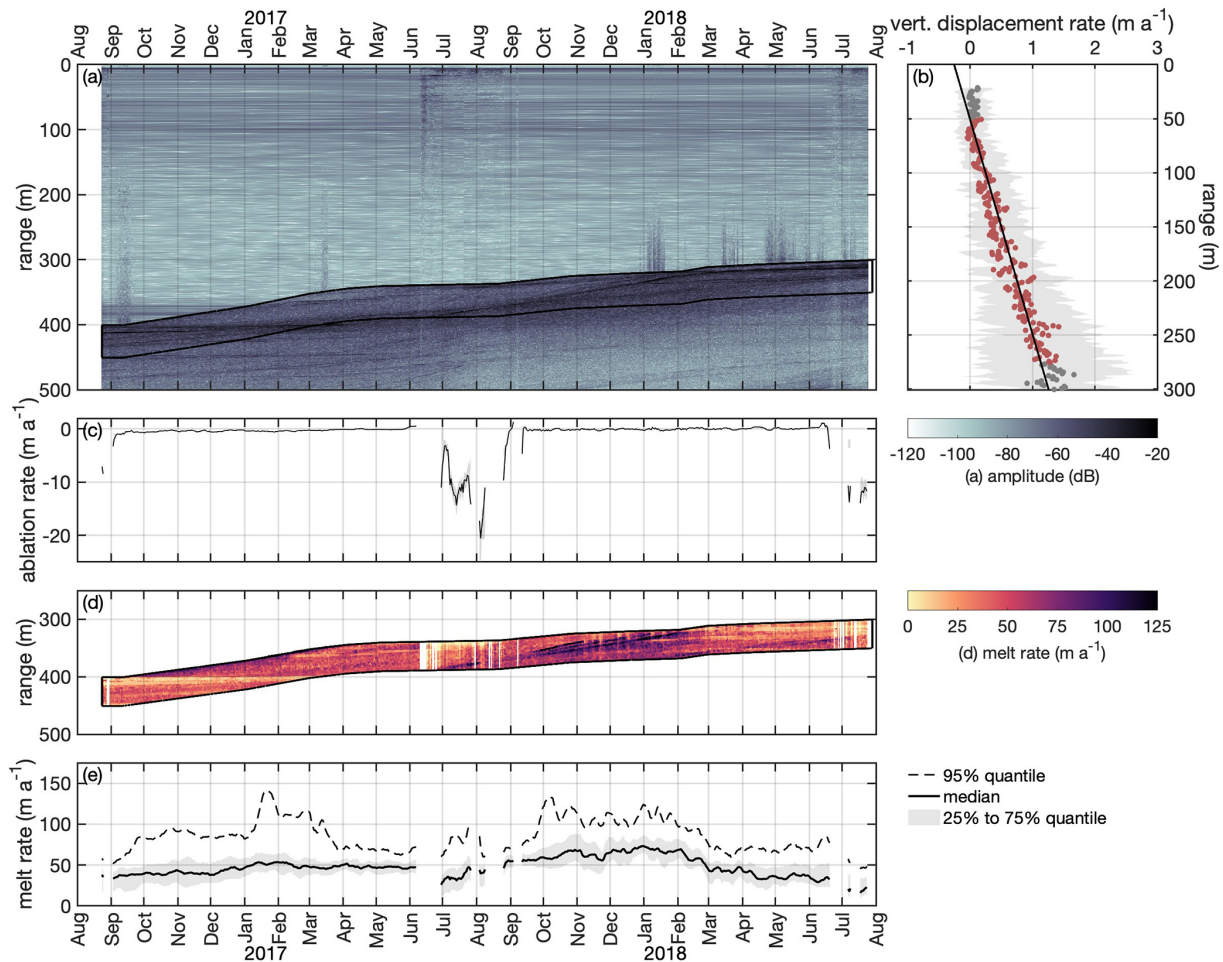 2017 2018
Aug Sep Oct Nov Dec Jan Feb Mar Apr May Jun Jul Aug Sep Oct Nov Dec Jan Feb Mar Apr May Jun Jul Aug
vert. displacement rate (m a⁻¹)
-1 0 1 2 3
(a)
range (m)
0
100
200
300
400
500
(b)
0
50
100
150
200
250
300
range (m)
(c)
ablation rate (m a⁻¹)
0
-10
-20
-120 -100 -80 -60 -40 -20
(a) amplitude (dB)
(d)
range (m)
300
400
500
0 25 50 75 100 125
(d) melt rate (m a⁻¹)
(e)
melt rate (m a⁻¹)
150
100
50
0
95% quantile
median
25% to 75% quantile
Aug Sep Oct Nov Dec Jan Feb Mar Apr May Jun Jul Aug Sep Oct Nov Dec Jan Feb Mar Apr May Jun Jul Aug
2017 2018